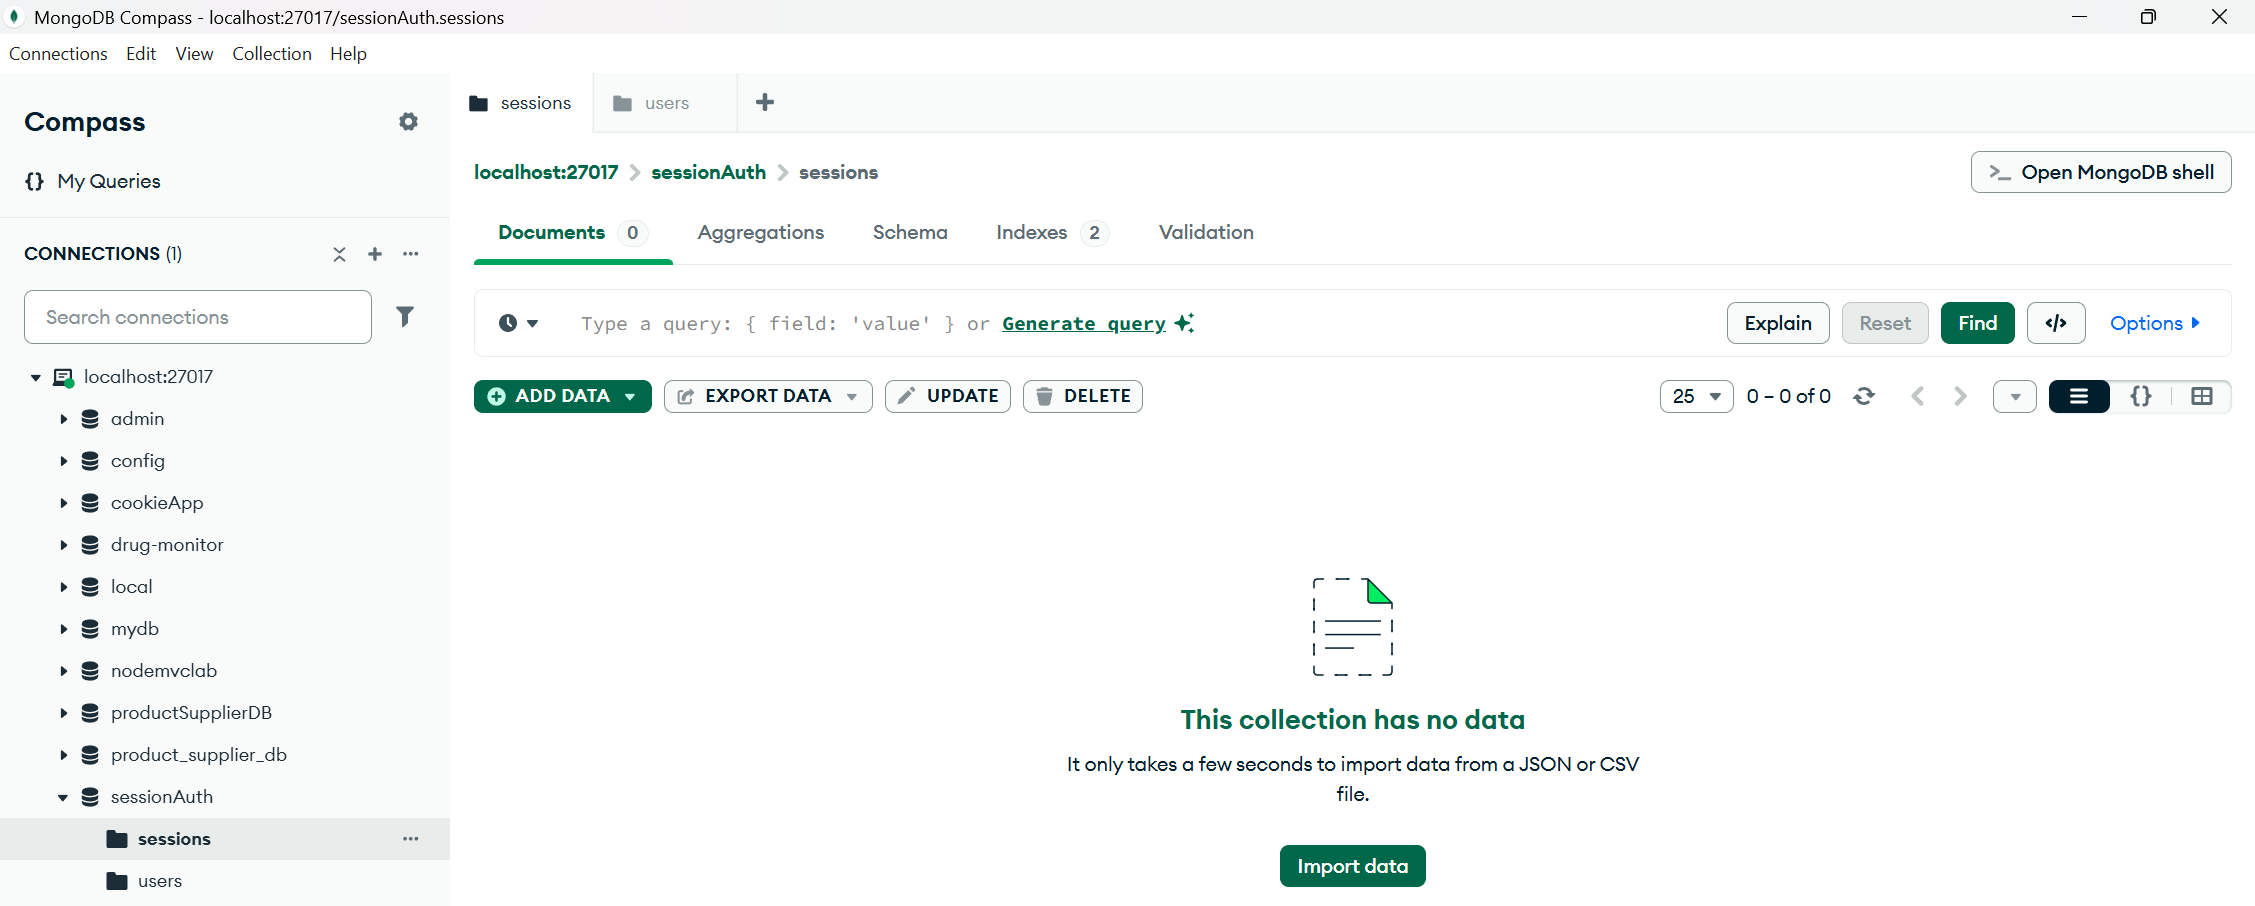 MongoDB Compass - localhost:27017/sessionAuth.sessions
Connections Edit View Collection Help
Compass
{} My Queries
CONNECTIONS (1)
Search connections
localhost:27017
admin
config
cookieApp
drug-monitor
local
mydb
nodemvclab
productSupplierDB
product_supplier_db
sessionAuth
sessions
users
sessions
users
localhost:27017 > sessionAuth > sessions
>_ Open MongoDB shell
Documents 0 Aggregations Schema Indexes 2 Validation
Type a query: { field: 'value' } or Generate query
Explain Reset Find </> Options
ADD DATA EXPORT DATA UPDATE DELETE
25 0 – 0 of 0 {}
This collection has no data
It only takes a few seconds to import data from a JSON or CSV
file.
Import data